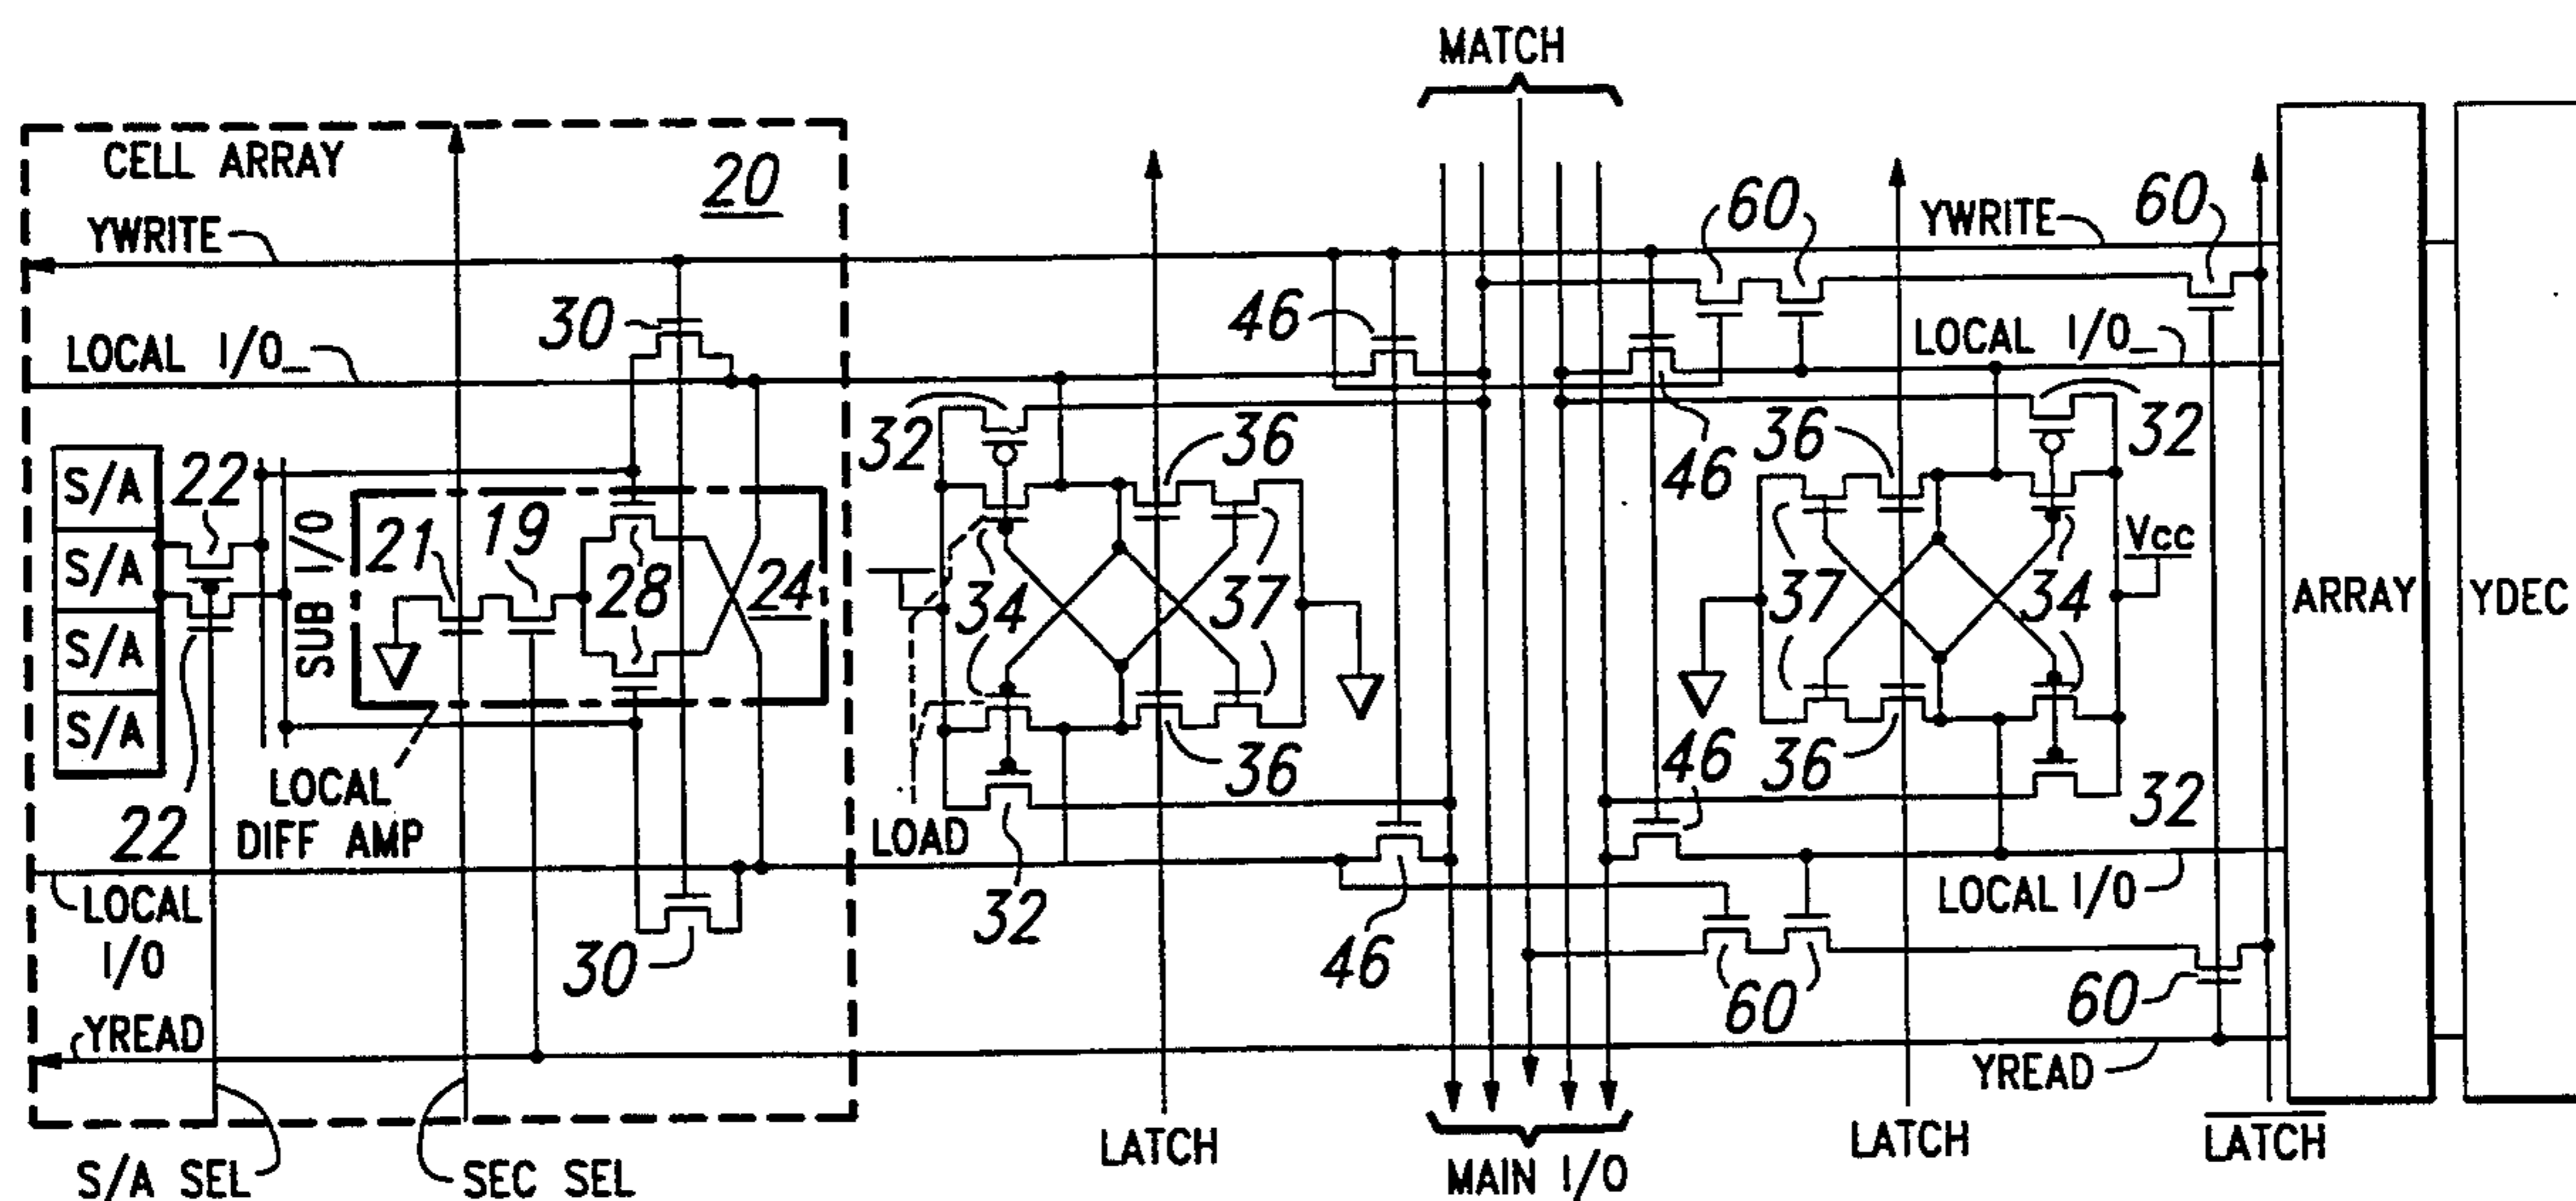 MATCH
CELL ARRAY
20
YWRITE
60
YWRITE
60
30
46
LOCAL I/O_
LOCAL I/O_
32
36
46
36
32
S/A
22
S/A
S/A
S/A
SUB I/O
21
19
28
24
34
37
37
34
Vcc
ARRAY
YDEC
LOCAL
DIFF AMP
22
LOAD
36
46
36
32
LOCAL
I/O
30
32
46
LOCAL I/O
60
60
YREAD
YREAD
S/A SEL
SEC SEL
LATCH
MAIN I/O
LATCH
LATCH